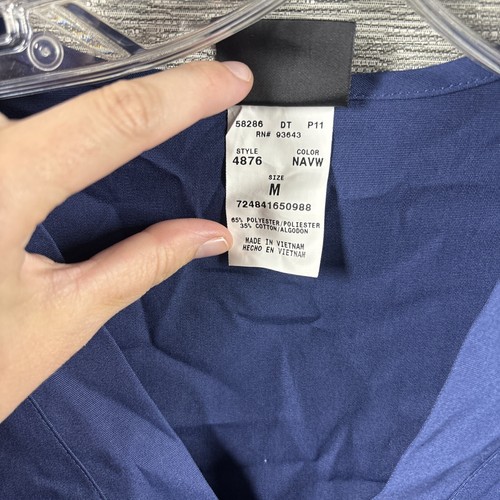 58286 DT P11
RN# 93643
STYLE COLOR
4876 NAVW
SIZE
M
724841650988
65% POLYESTER/POLIESTER
35% COTTON/ALGODON
MADE IN VIETNAM
HECHO EN VIETNAM